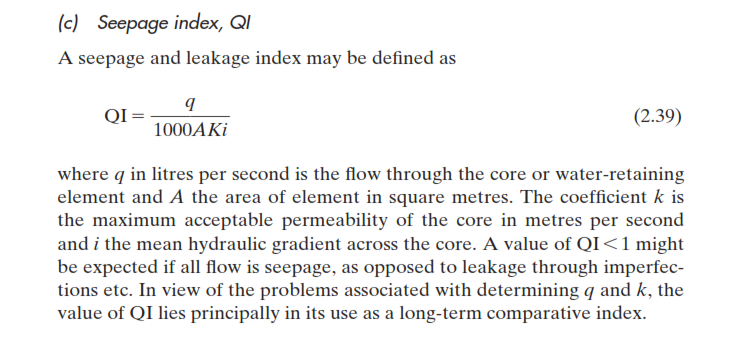 (c) Seepage index, QI
A seepage and leakage index may be defined as
QI = q / 1000AKi (2.39)
where q in litres per second is the flow through the core or water-retaining
element and A the area of element in square metres. The coefficient k is
the maximum acceptable permeability of the core in metres per second
and i the mean hydraulic gradient across the core. A value of QI<1 might
be expected if all flow is seepage, as opposed to leakage through imperfec-
tions etc. In view of the problems associated with determining q and k, the
value of QI lies principally in its use as a long-term comparative index.